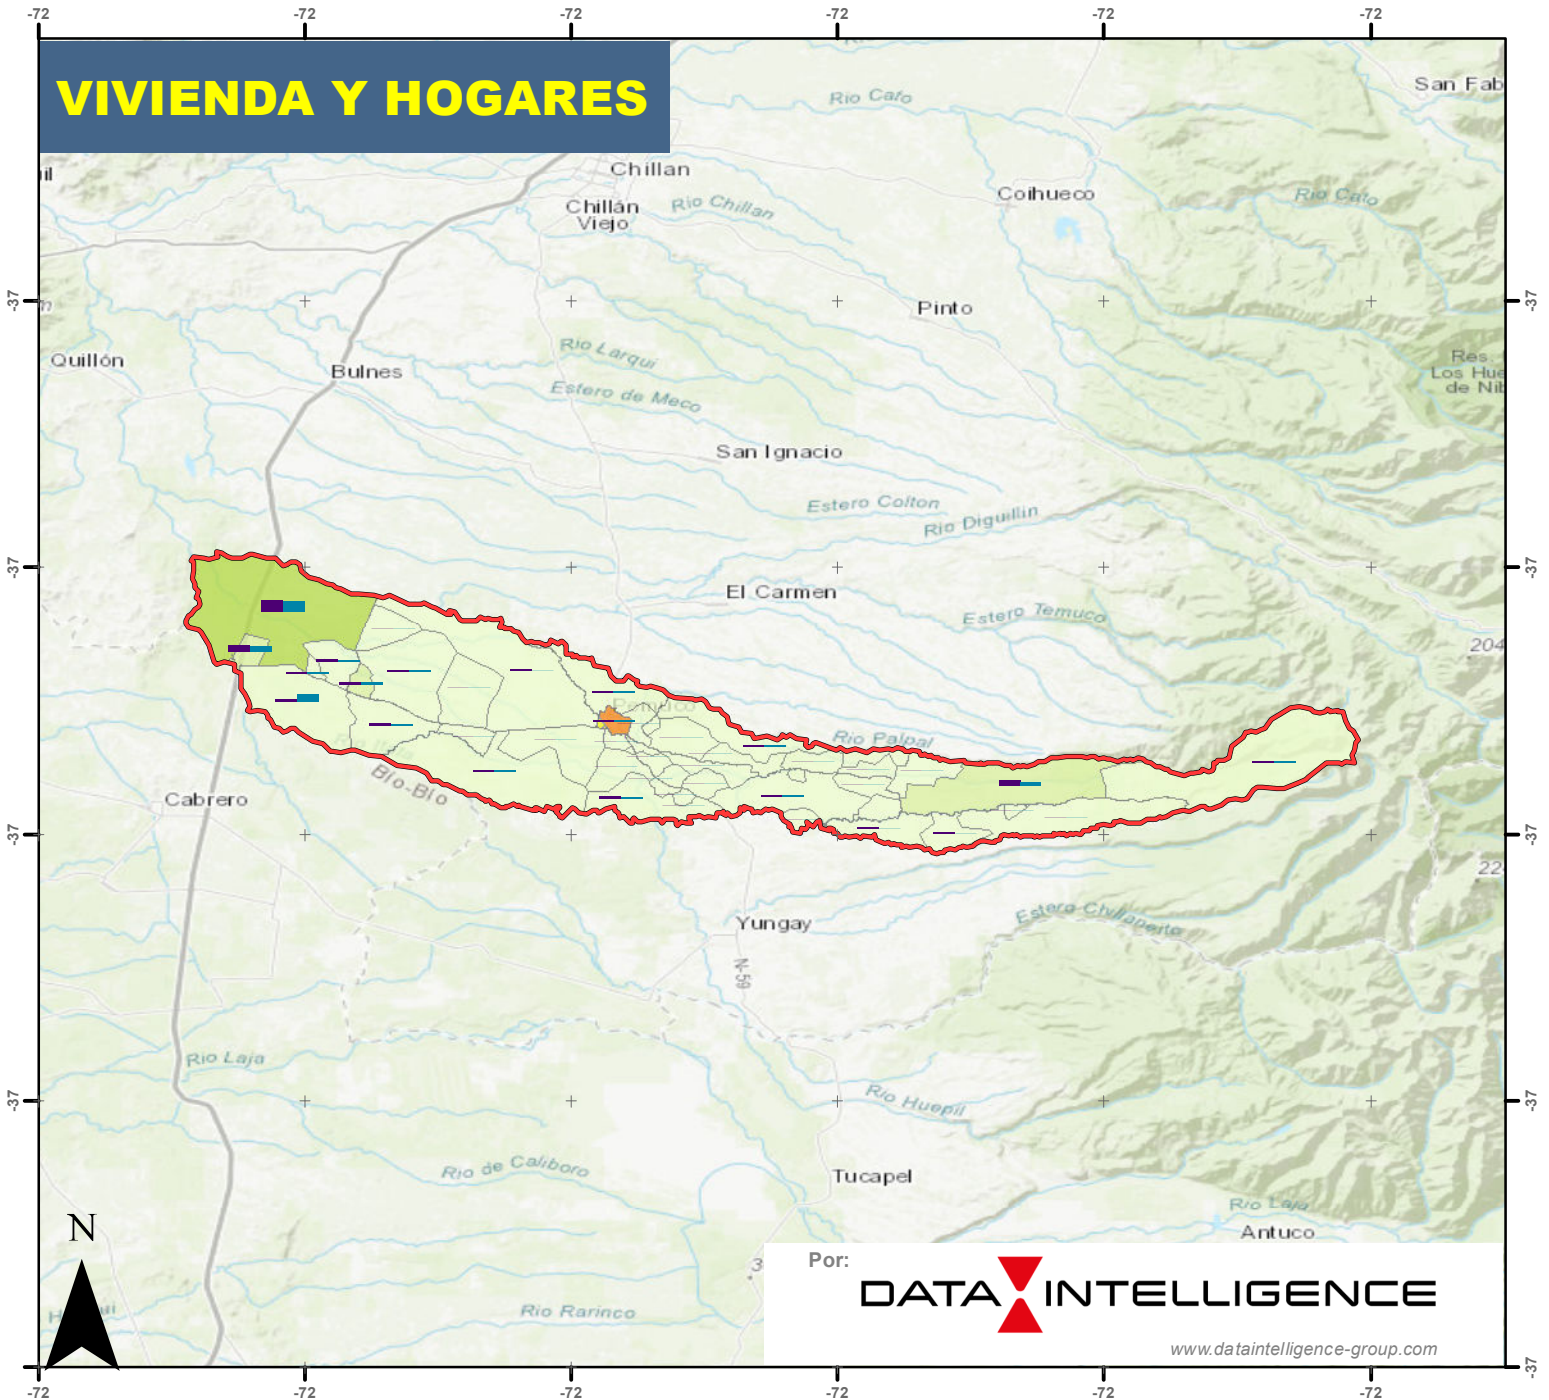 -72 -72 -72 -72 -72 -72
VIVIENDA Y HOGARES
San Fab
Rio Cato
Chillan
Coihueco
Rio Cato
Chillán
Viejo
Rio Chillan
-37
-37
Pinto
Quillón
Bulnes
Rio Larqui
Res
Los Hue
de Ñib
Estero de Meco
San Ignacio
Estero Colton
Rio Diguillin
-37
-37
El Carmen
Estero Temuco
204
Pemuco
Rio Palpal
Bio-Bio
Cabrero
-37
-37
22
Yungay
Estero Chillaneito
N-59
Rio Laja
Rio Huepil
-37
-37
Rio de Caliboro
Tucapel
Rio Laja
Antuco
N
Por:
DATA INTELLIGENCE
www.dataintelligence-group.com
Rio Rarinco
-37
-37
-72 -72 -72 -72 -72 -72